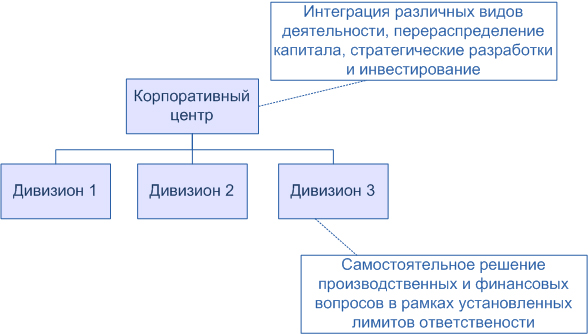 Интеграция различных видов
деятельности, перераспределение
капитала, стратегические разработки
и инвестирование
Корпоративный
центр
Дивизион 1
Дивизион 2
Дивизион 3
Самостоятельное решение
производственных и финансовых
вопросов в рамках установленных
лимитов ответствености